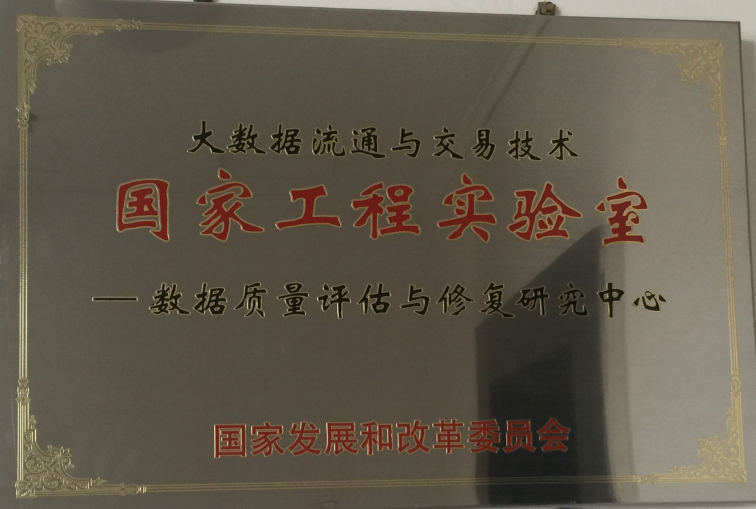 大数据流通与交易技术
国家工程实验室
—数据质量评估与修复研究中心
国家发展和改革委员会